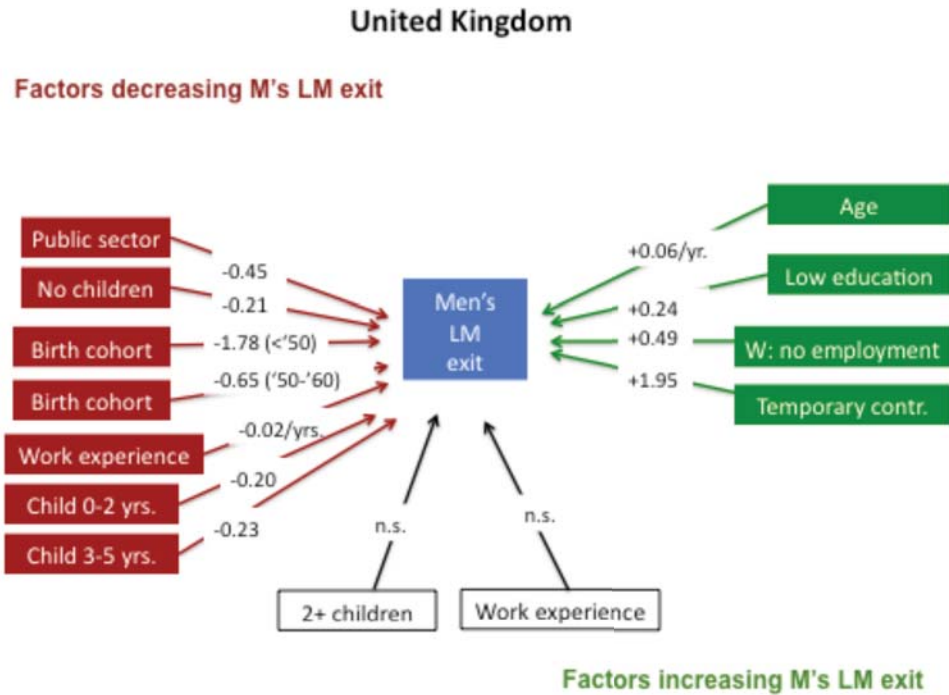 United Kingdom
Factors decreasing M's LM exit
Public sector
-0.45
No children
-0.21
Birth cohort
-1.78 (<'50)
Birth cohort
-0.65 ('50-'60)
Work experience
-0.02/yrs.
Child 0-2 yrs.
-0.20
Child 3-5 yrs.
-0.23
Men's
LM
exit
Age
+0.06/yr.
Low education
+0.24
W: no employment
+0.49
Temporary contr.
+1.95
n.s.
n.s.
2+ children
Work experience
Factors increasing M's LM exit